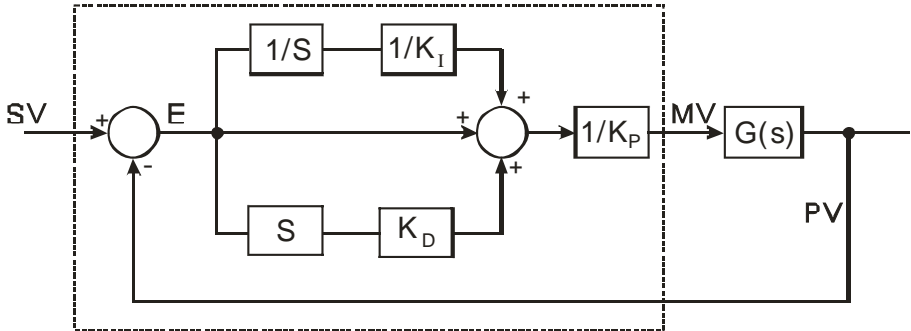 1/S
1/K_I
+
SV
+
E
+
1/K_P
MV
G(s)
-
+
PV
S
K_D